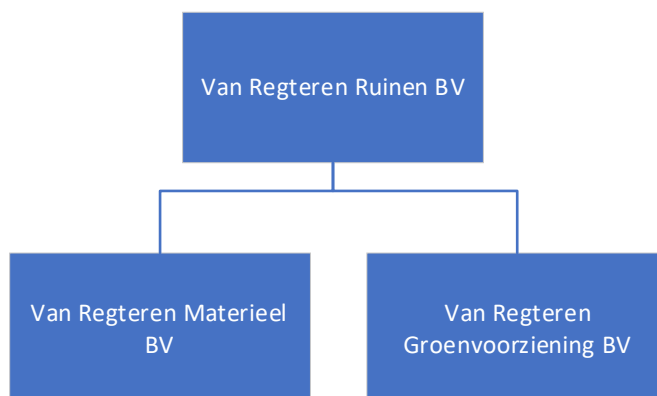 Van Regteren Ruinen BV
Van Regteren Materieel
BV
Van Regteren
Groenvoorziening BV